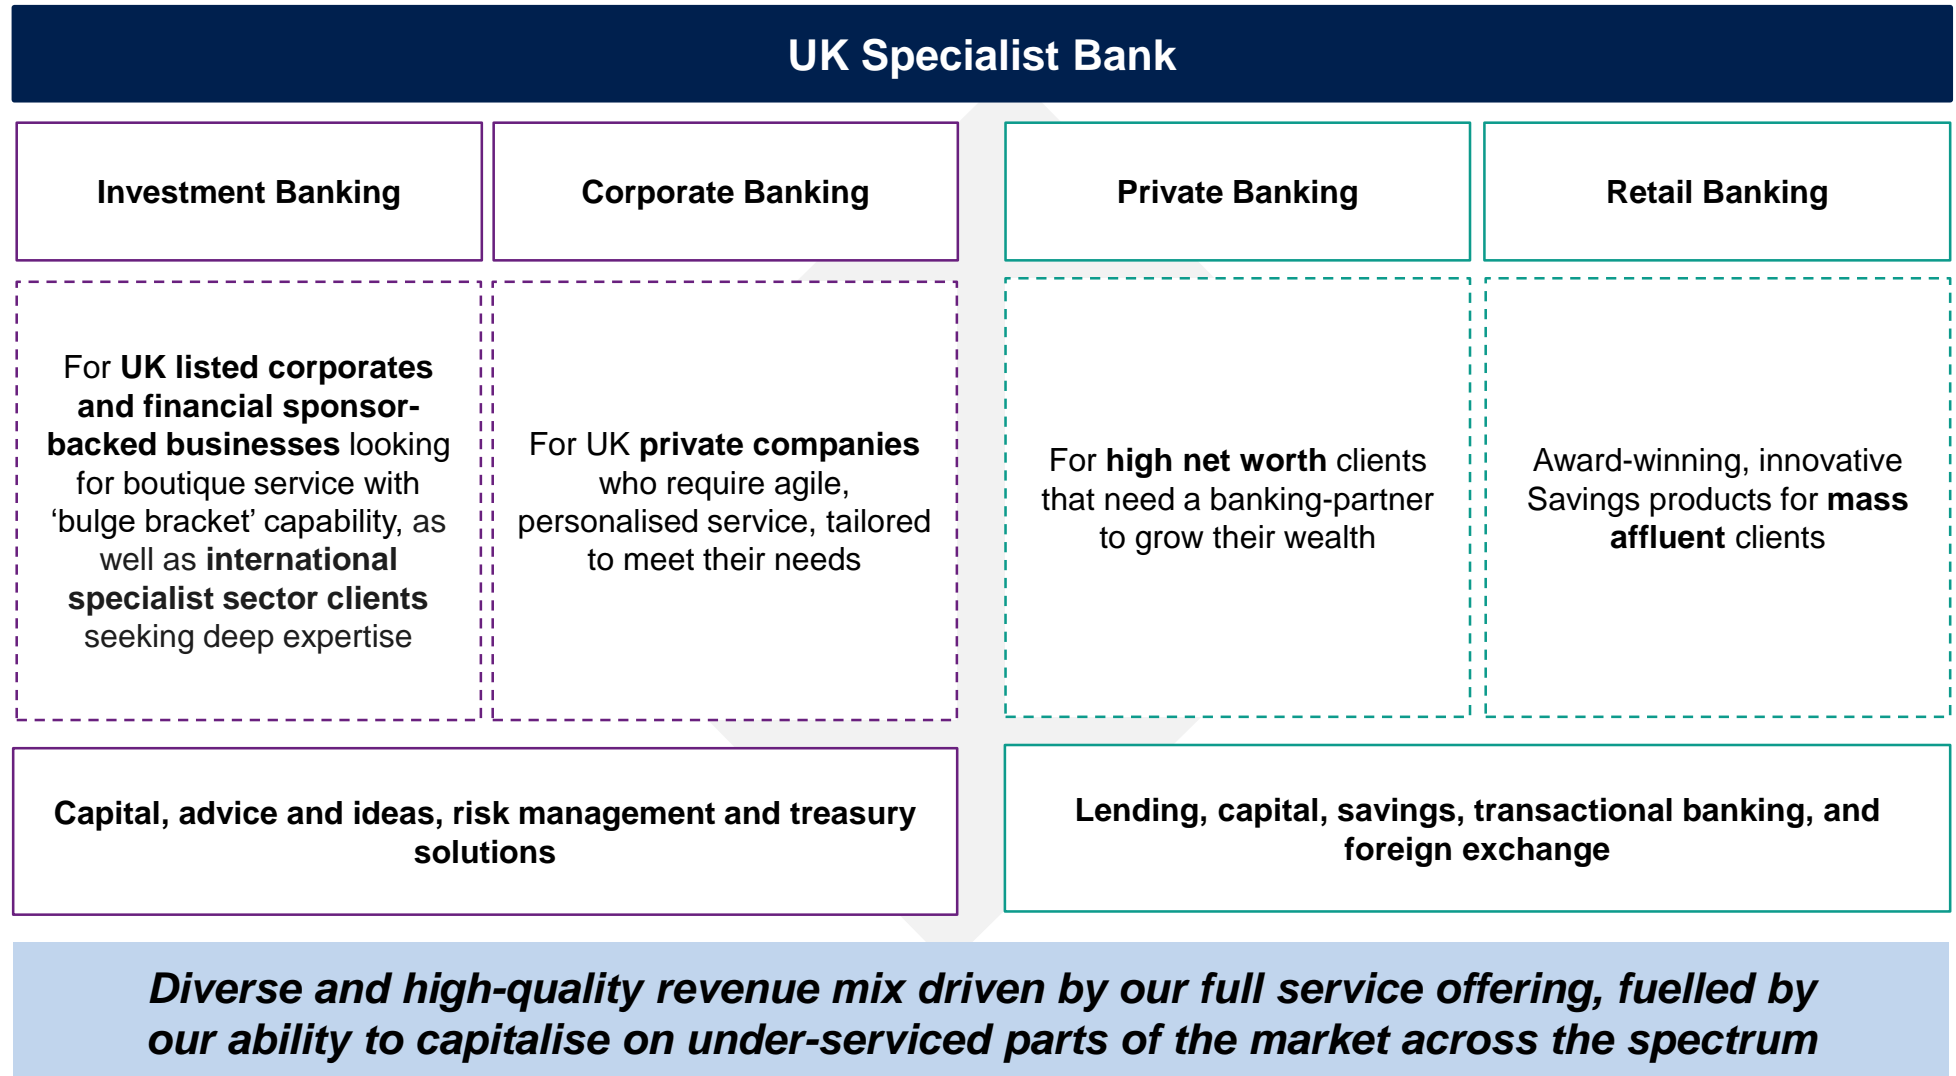 UK Specialist Bank
Investment Banking
Corporate Banking
Private Banking
Retail Banking
For UK listed corporates
and financial sponsor-
backed businesses looking
for boutique service with
‘bulge bracket’ capability, as
well as international
specialist sector clients
seeking deep expertise
For UK private companies
who require agile,
personalised service, tailored
to meet their needs
For high net worth clients
that need a banking-partner
to grow their wealth
Award-winning, innovative
Savings products for mass
affluent clients
Capital, advice and ideas, risk management and treasury
solutions
Lending, capital, savings, transactional banking, and
foreign exchange
Diverse and high-quality revenue mix driven by our full service offering, fuelled by
our ability to capitalise on under-serviced parts of the market across the spectrum